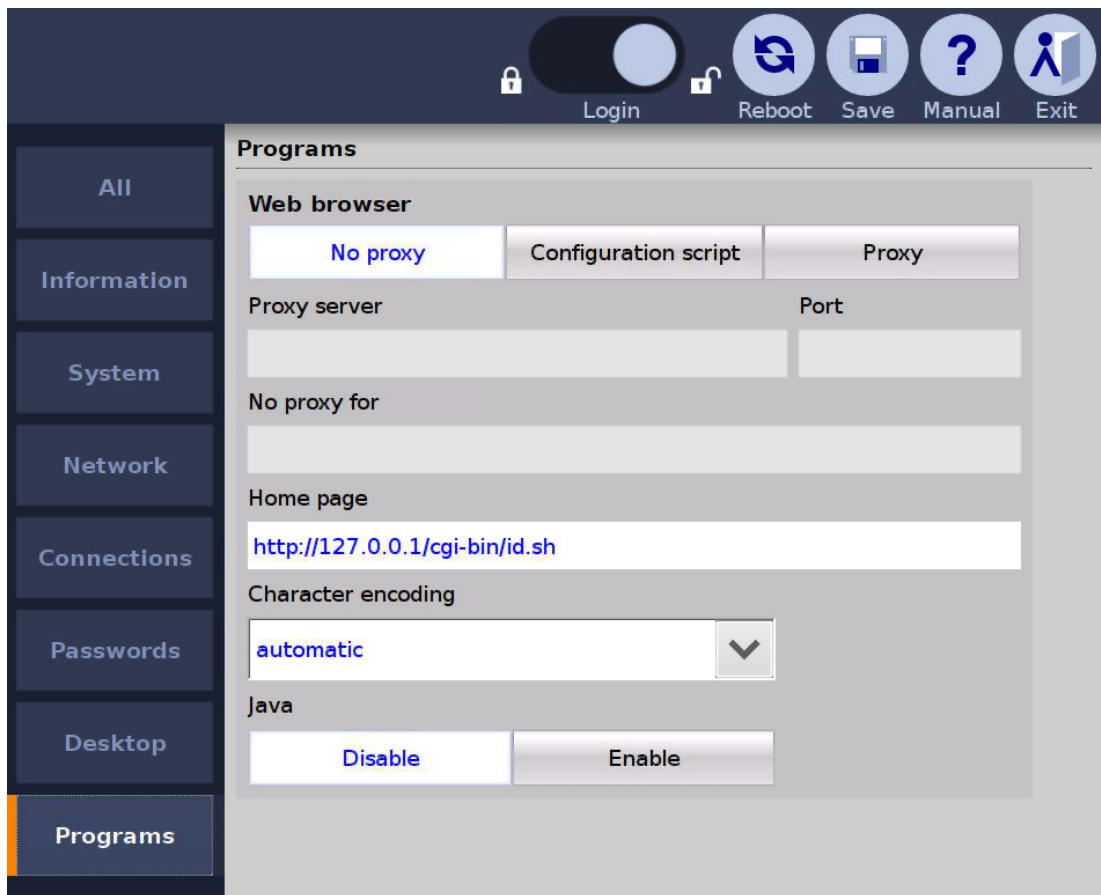 Login
Reboot
Save
Manual
Exit
All
Information
System
Network
Connections
Passwords
Desktop
Programs
Programs
Web browser
No proxy Configuration script Proxy
Proxy server Port
No proxy for
Home page
http://127.0.0.1/cgi-bin/id.sh
Character encoding
automatic
Java
Disable Enable